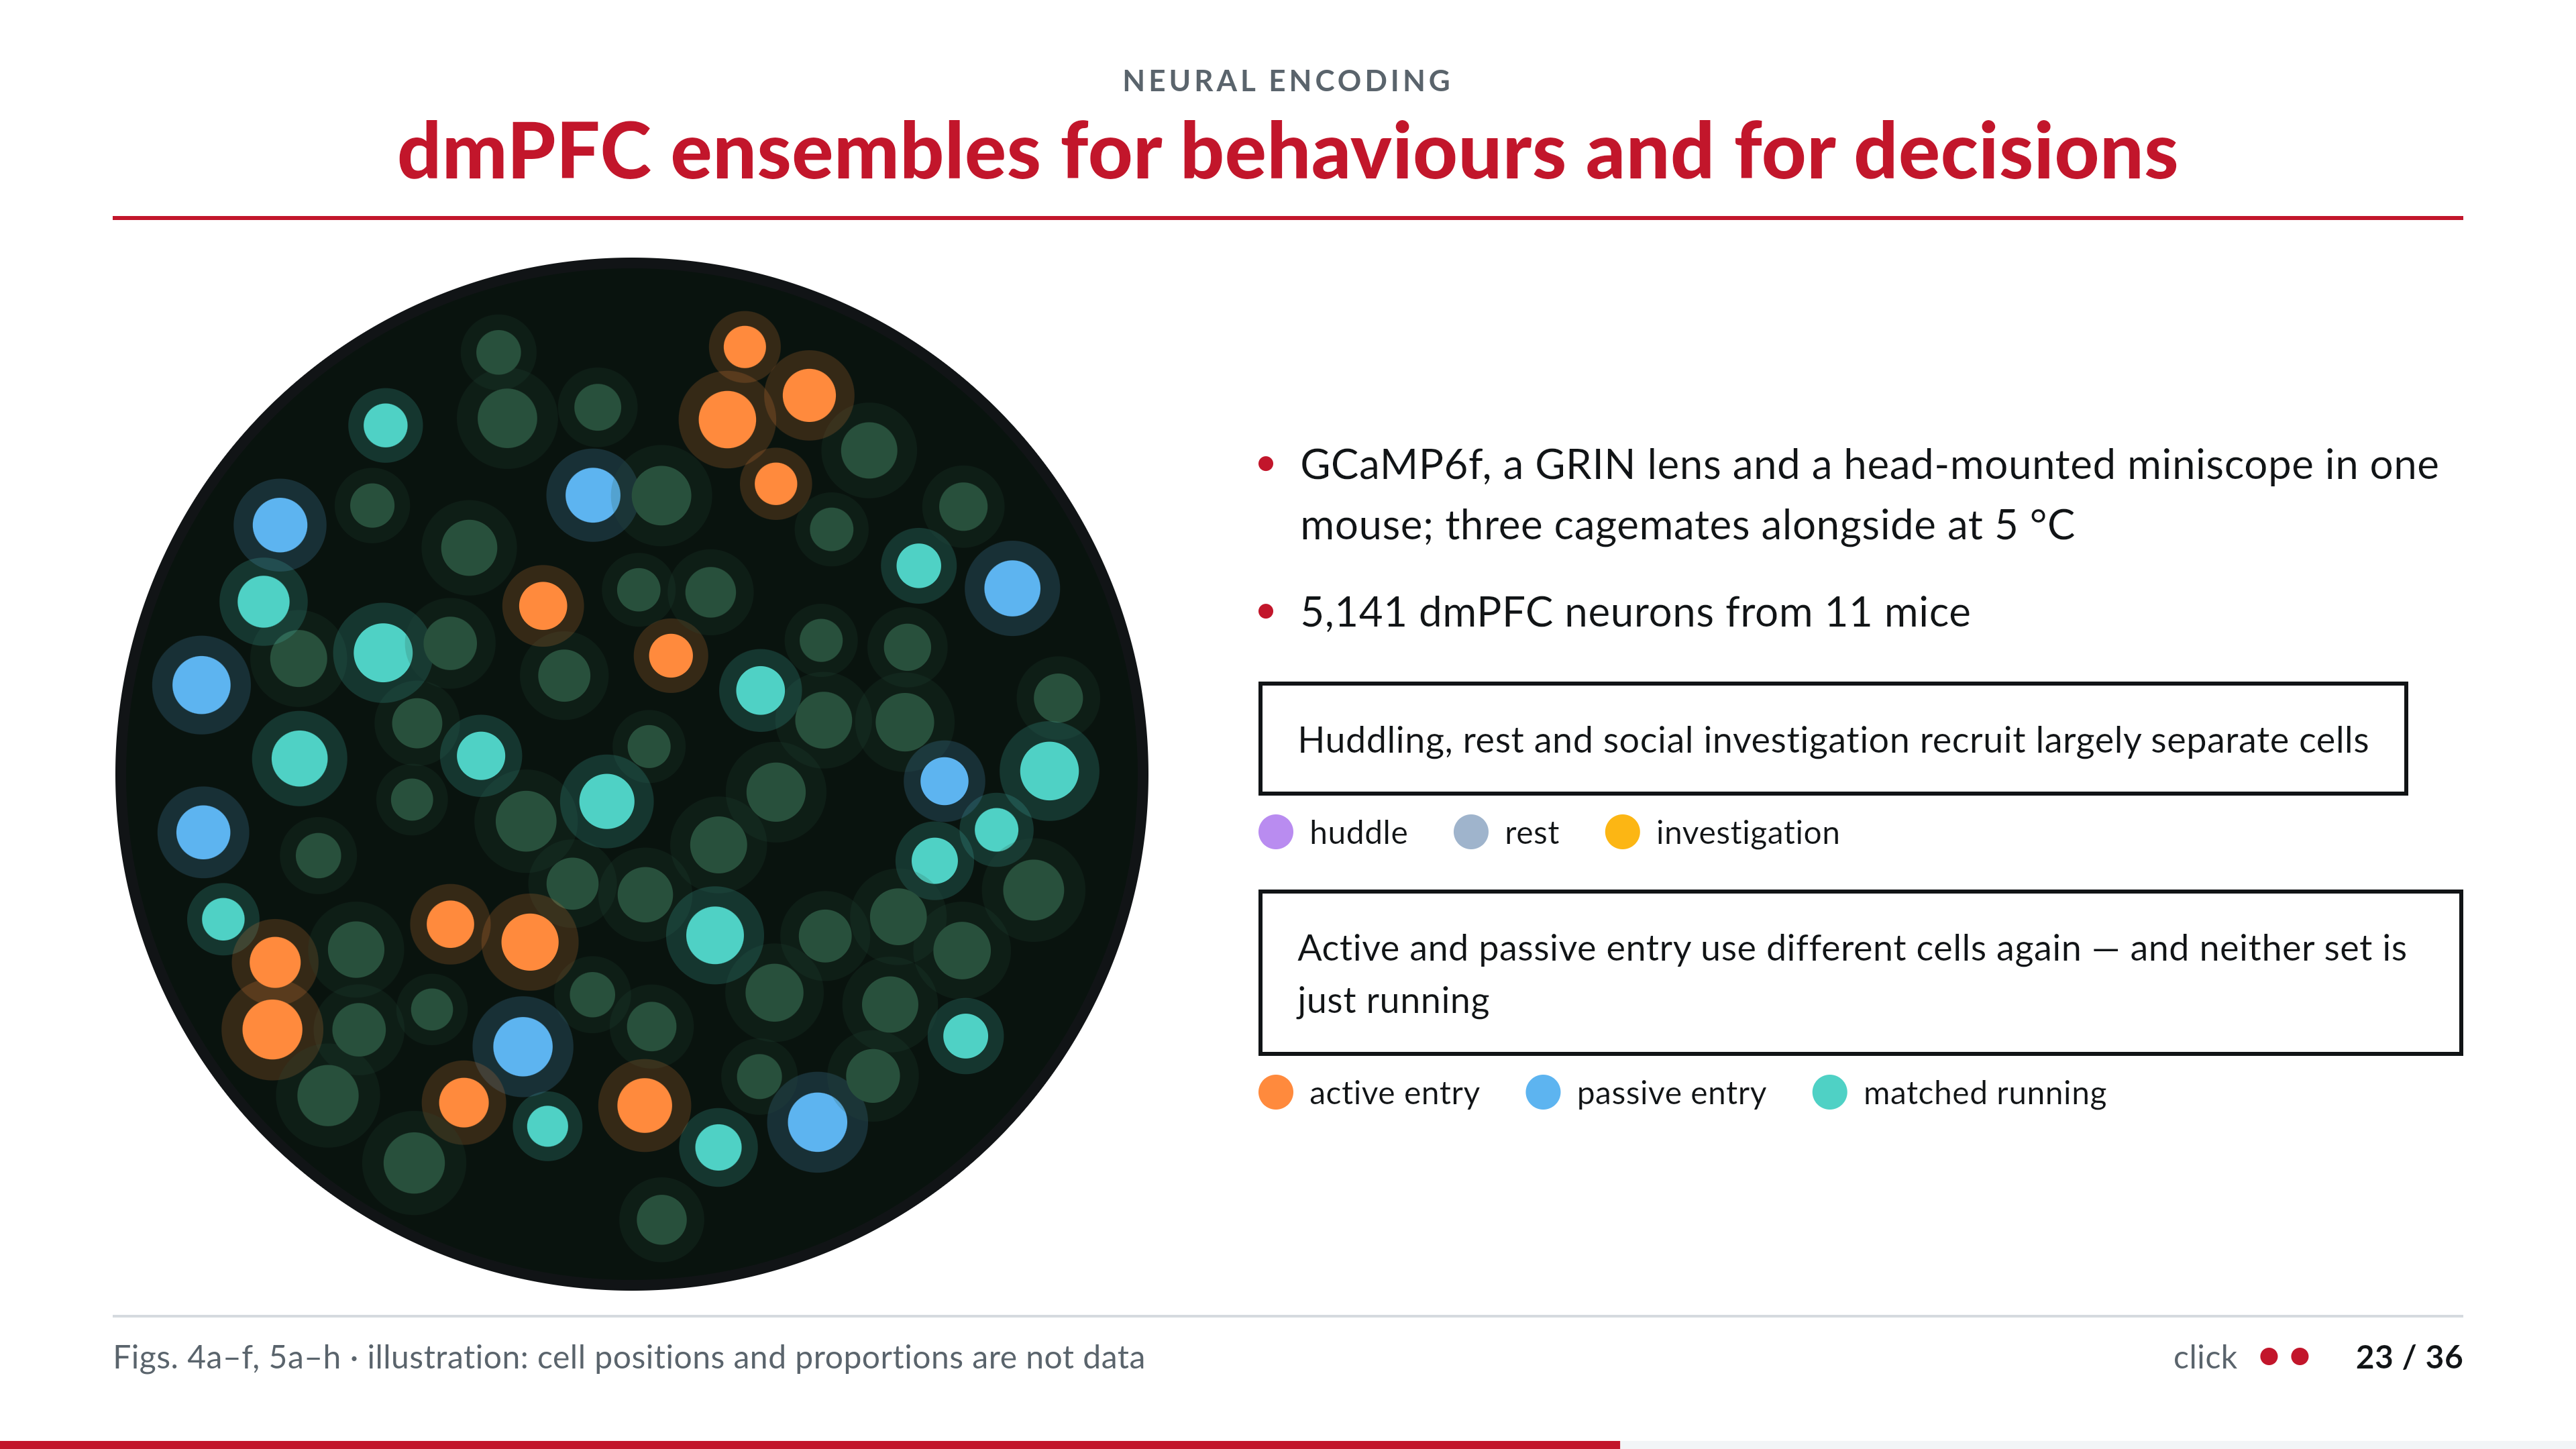 NEURAL ENCODING
dmPFC ensembles for behaviours and for decisions
• GCaMP6f, a GRIN lens and a head-mounted miniscope in one
mouse; three cagemates alongside at 5 °C
• 5,141 dmPFC neurons from 11 mice
Huddling, rest and social investigation recruit largely separate cells
huddle rest investigation
Active and passive entry use different cells again — and neither set is
just running
active entry passive entry matched running
Figs. 4a–f, 5a–h · illustration: cell positions and proportions are not data
click 23 / 36